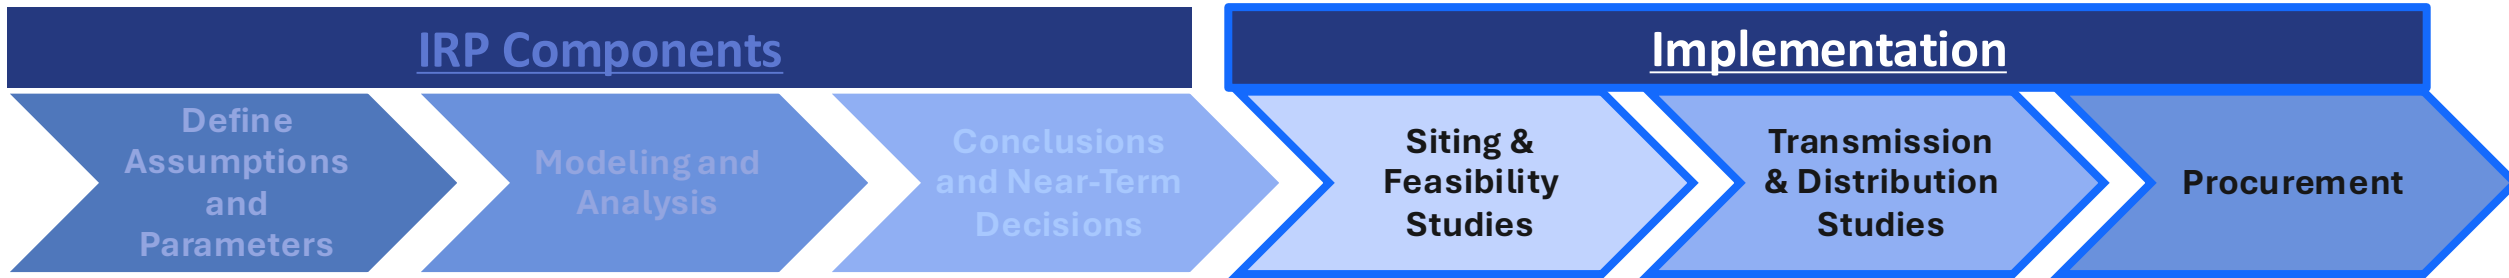 IRP Components
Implementation
Define
Assumptions
and
Parameters
Modeling and
Analysis
Conclusions
and Near-Term
Decisions
Siting &
Feasibility
Studies
Transmission
& Distribution
Studies
Procurement